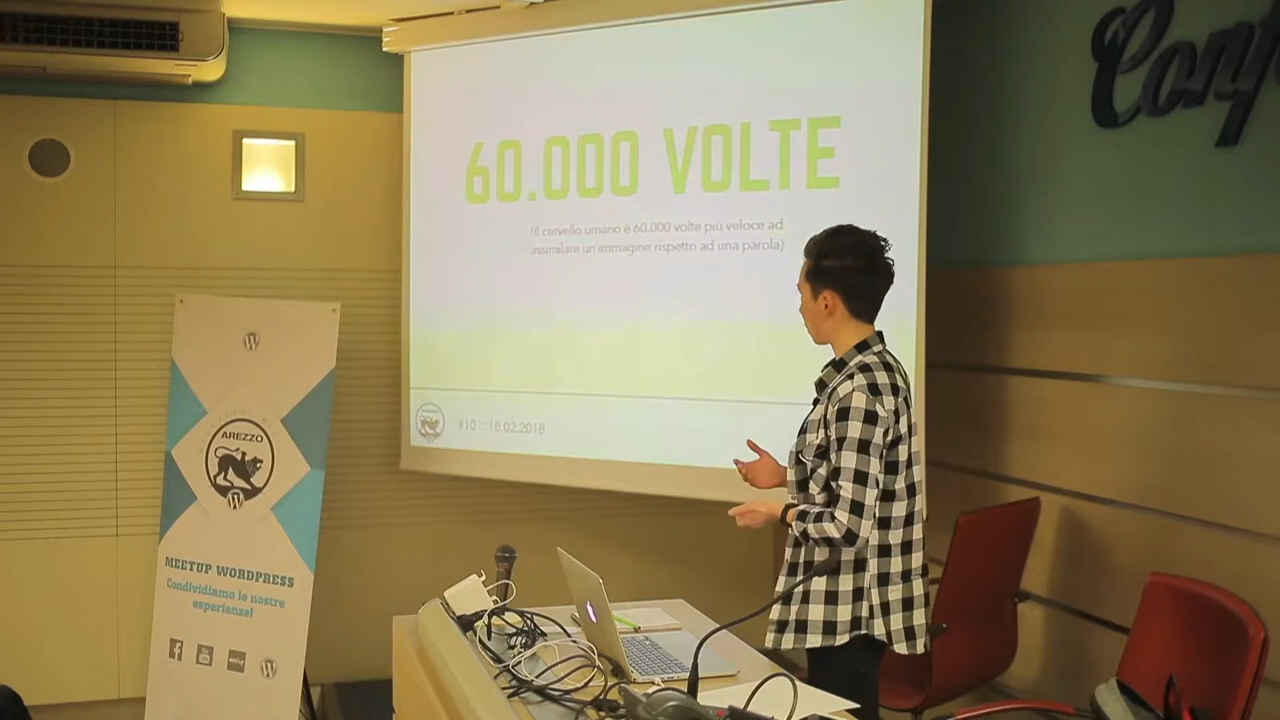 60.000 VOLTE
(Il cervello umano è 60.000 volte più veloce ad
assimilare un'immagine rispetto ad una parola)
#10 16.02.2018
Conf
AREZZO
MEETUP WORDPRESS
Condividiamo le nostre
esperienze!